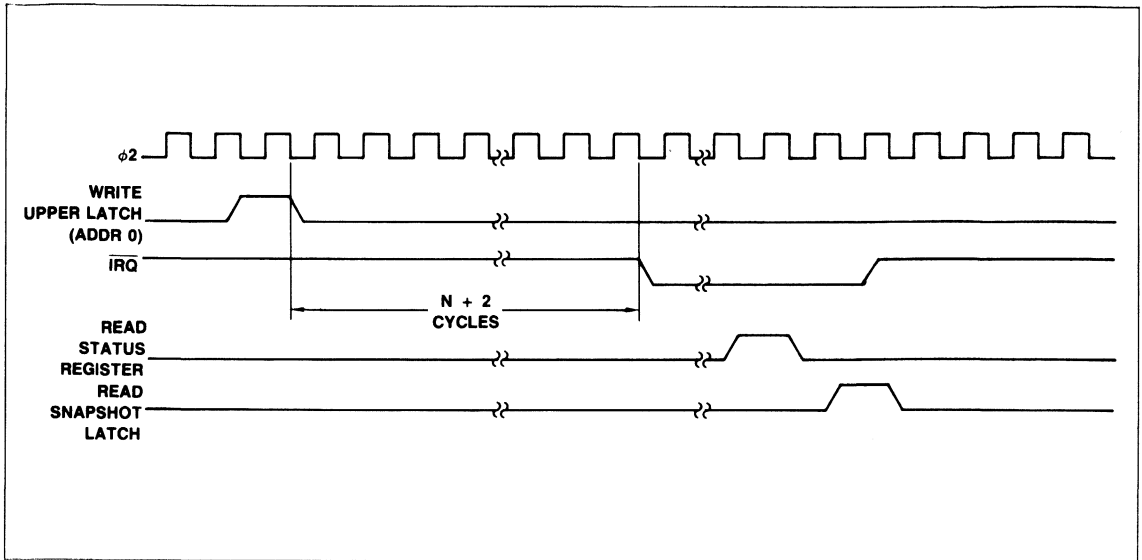 φ2
WRITE
UPPER LATCH
(ADDR 0)
IRQ
N + 2
CYCLES
READ
STATUS
REGISTER
READ
SNAPSHOT
LATCH